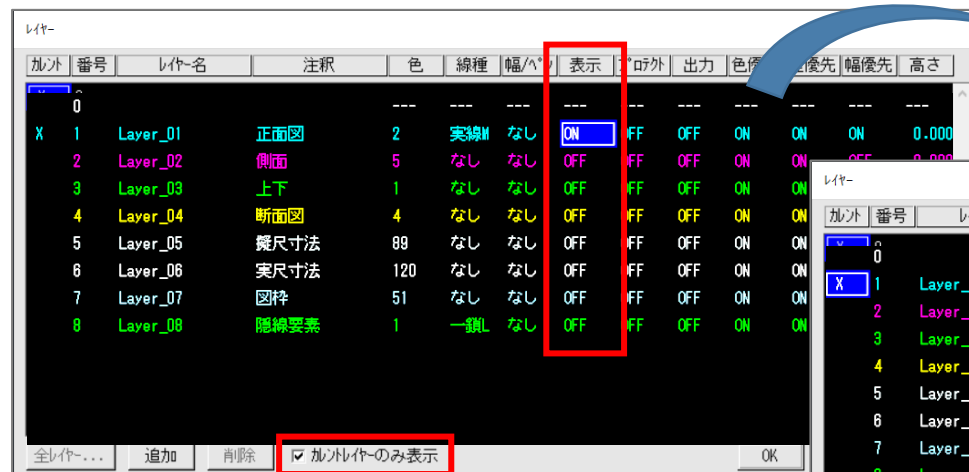 レイヤー
カレント 番号 レイヤー名 注釈 色 線種 幅/ペン 表示 プロテクト 出力 色優 優先 幅優先 高さ
0 --- --- --- --- --- --- --- --- ---
X 1 Layer_01 正面図 2 実線M なし ON OFF OFF ON ON ON 0.000
2 Layer_02 側面 5 なし なし OFF OFF OFF ON ON OFF 0.000
3 Layer_03 上下 1 なし なし OFF OFF OFF ON ON
4 Layer_04 断面図 4 なし なし OFF OFF OFF ON ON
5 Layer_05 擬尺寸法 89 なし なし OFF OFF OFF ON ON
6 Layer_06 実尺寸法 120 なし なし OFF OFF OFF ON ON
7 Layer_07 図枠 51 なし なし OFF OFF OFF ON ON
8 Layer_08 隠線要素 1 一鎖L なし OFF OFF OFF ON ON
全レイヤー... 追加 削除 カレントレイヤーのみ表示 OK
レイヤー
カレント 番号
0
X 1 Layer_
2 Layer_
3 Layer_
4 Layer_
5 Layer_
6 Layer_
7 Layer_